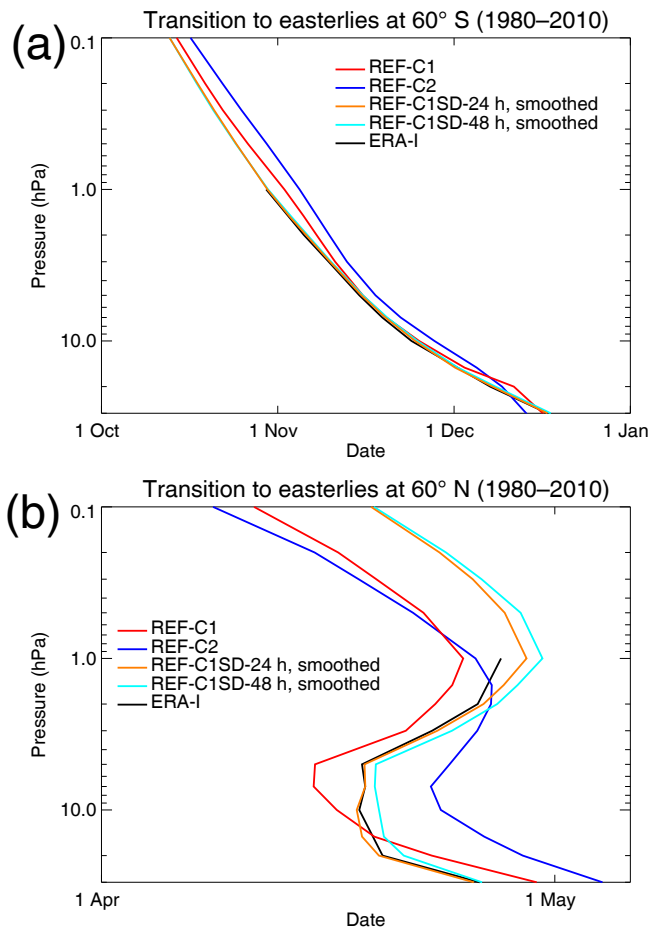 (a)
Transition to easterlies at 60° S (1980–2010)
0.1
REF-C1
REF-C2
REF-C1SD-24 h, smoothed
REF-C1SD-48 h, smoothed
ERA-I
1.0
Pressure (hPa)
10.0
1 Oct 1 Nov 1 Dec 1 Jan
Date
(b)
Transition to easterlies at 60° N (1980–2010)
0.1
REF-C1
REF-C2
1.0 REF-C1SD-24 h, smoothed
REF-C1SD-48 h, smoothed
ERA-I
Pressure (hPa)
10.0
1 Apr 1 May
Date